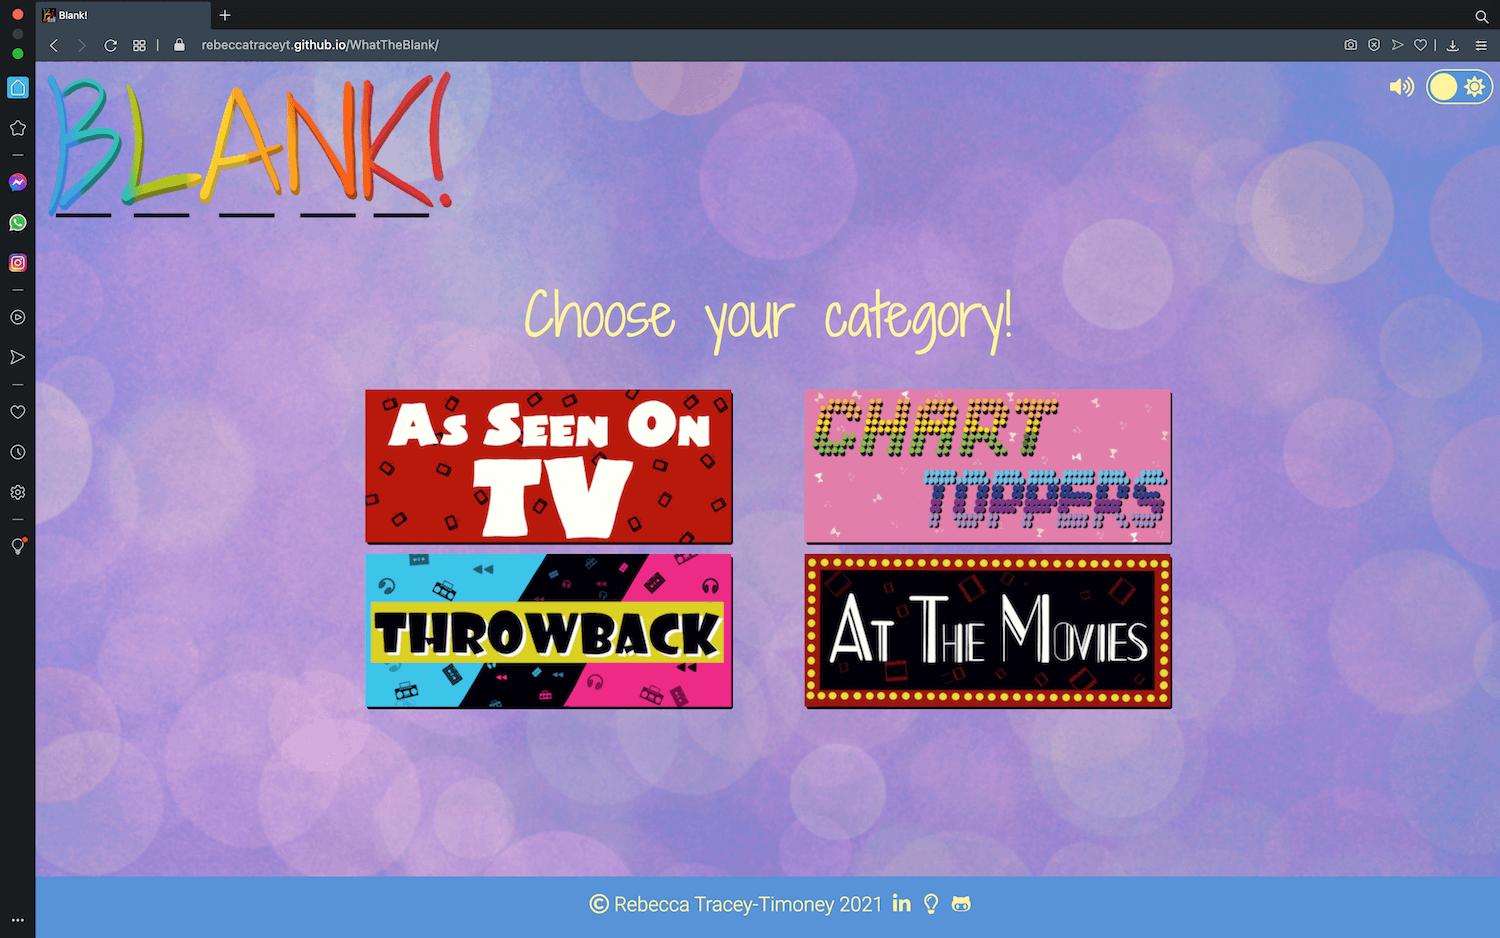 Blank!
rebeccatraceyt.github.io/WhatTheBlank/
BLANK!
Choose your category!
As Seen On
TV
CHART
TOPPERS
THROWBACK
At The Movies
© Rebecca Tracey-Timoney 2021 in